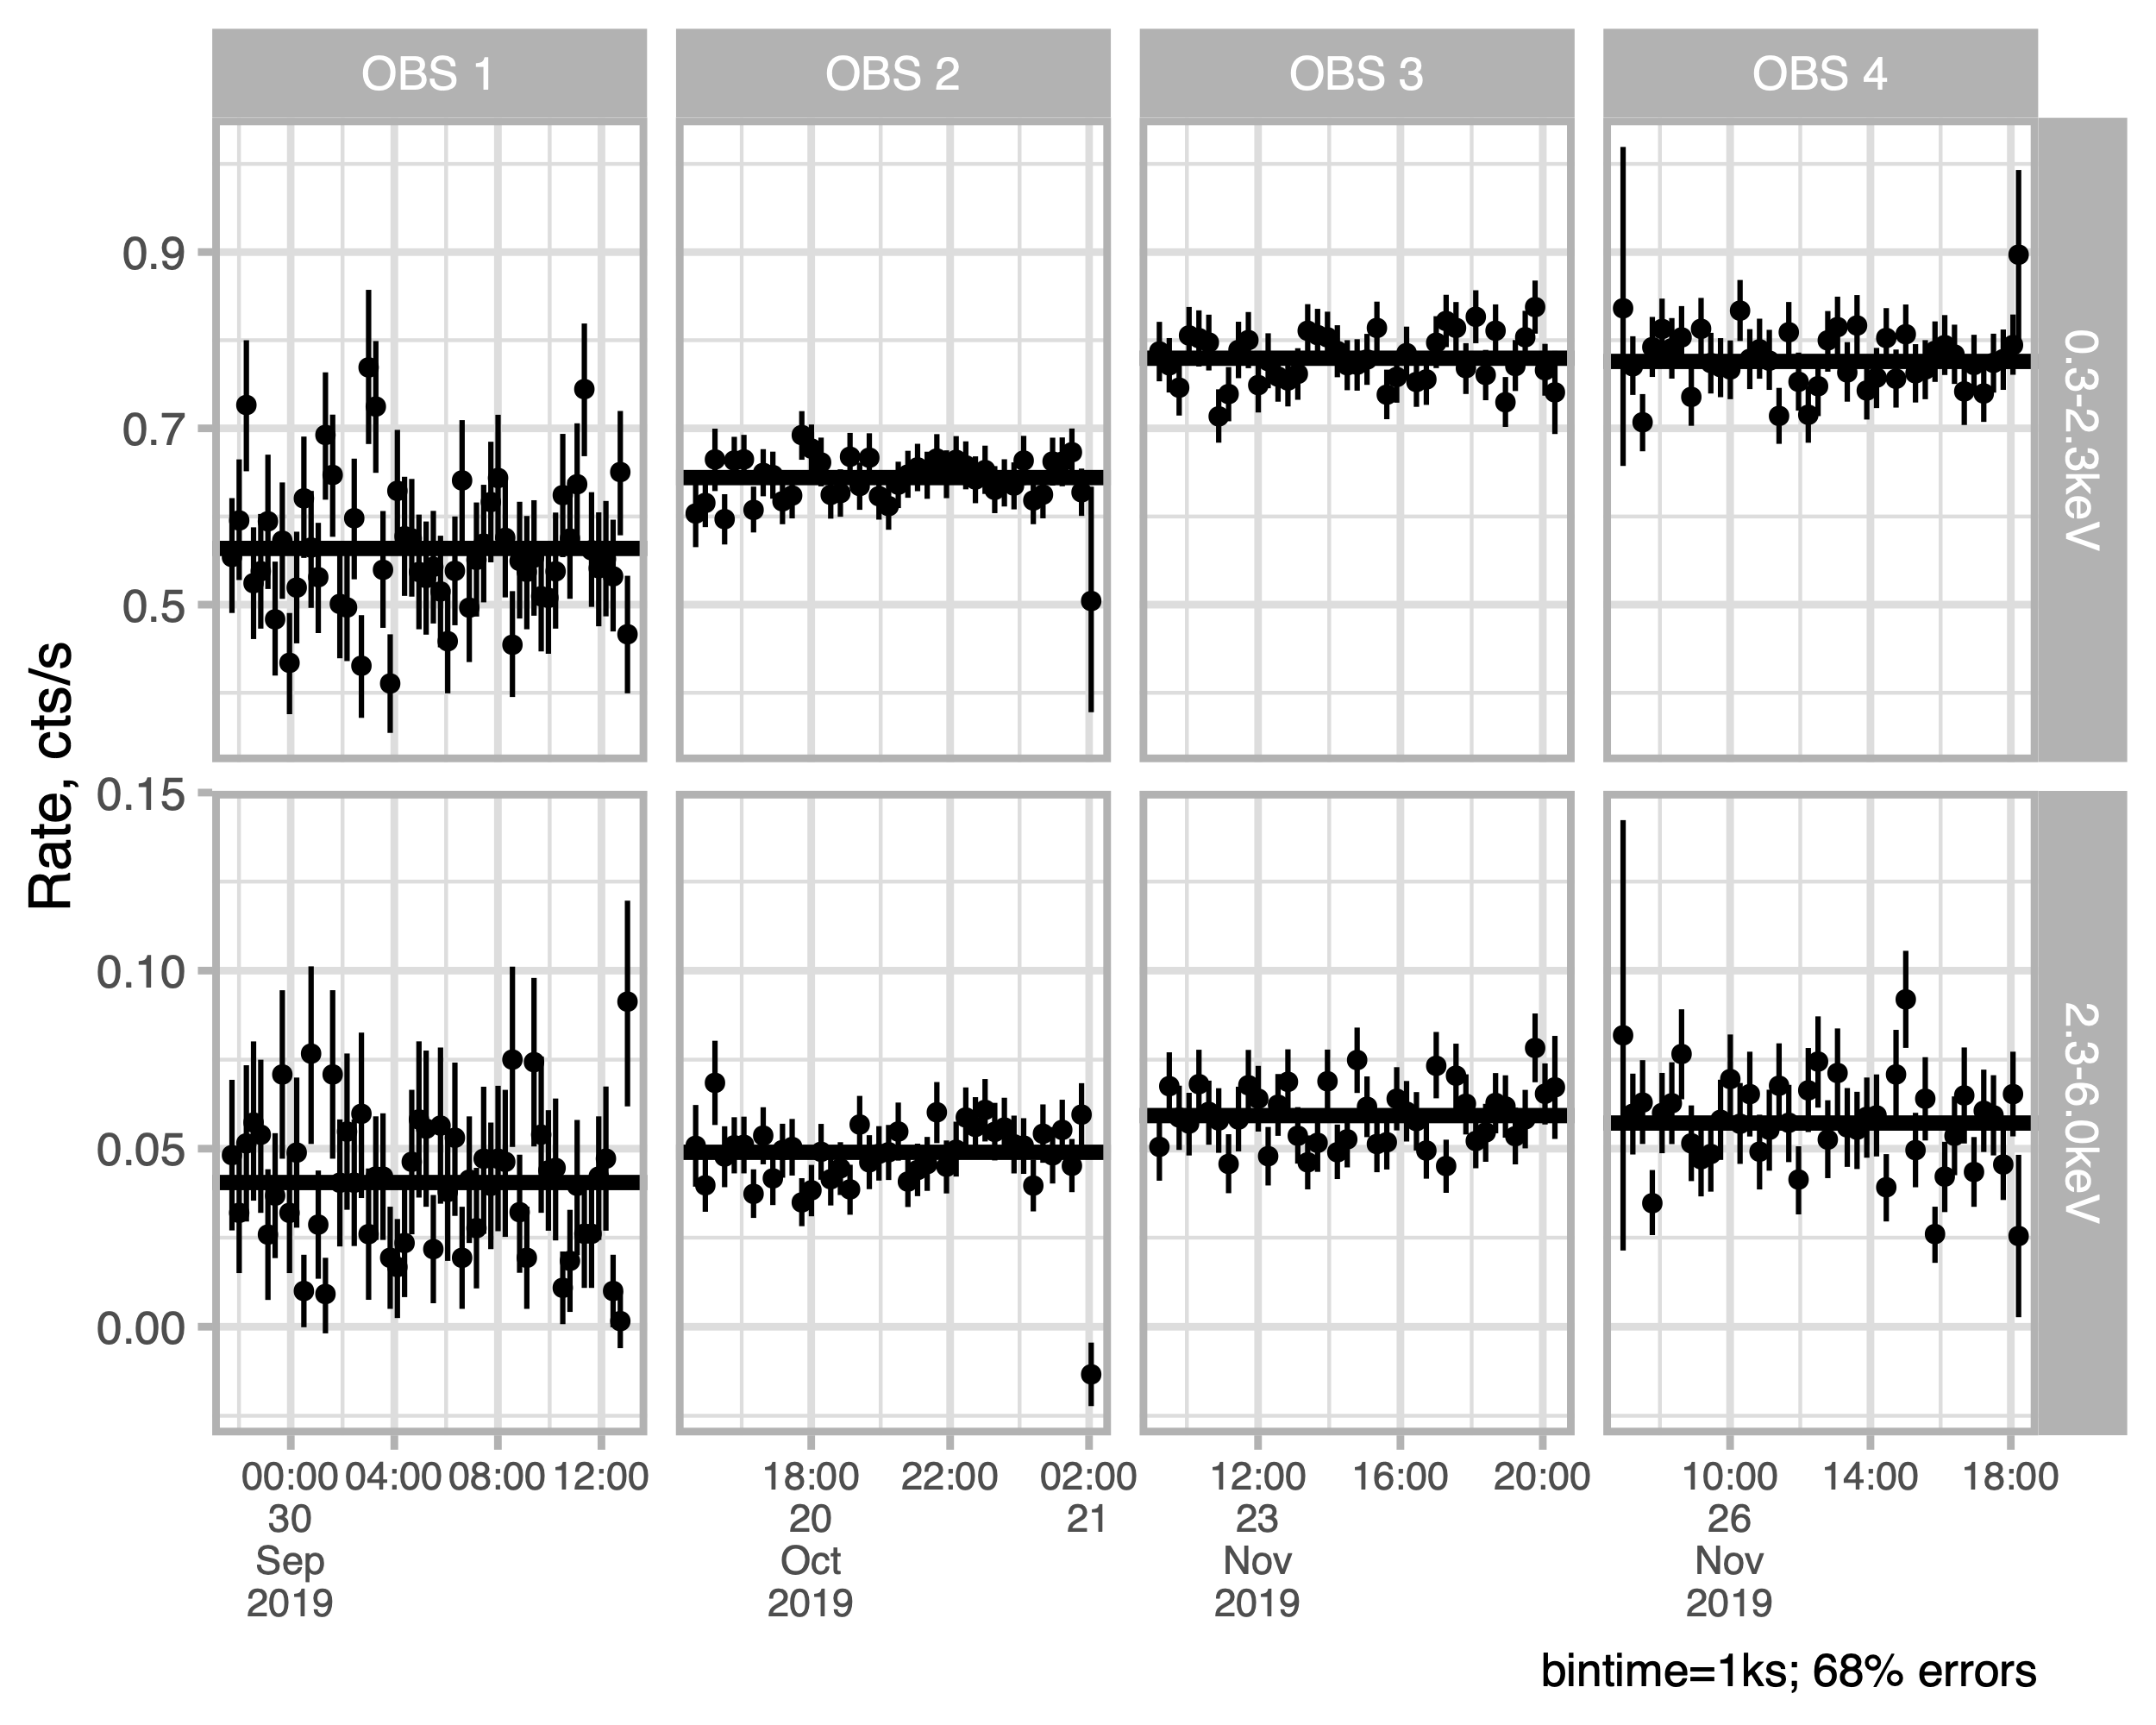 OBS 1 OBS 2 OBS 3 OBS 4
0.3-2.3keV
0.9
0.7
0.5
Rate, cts/s
2.3-6.0keV
0.15
0.10
0.05
0.00
00:00 04:00 08:00 12:00 18:00 22:00 02:00 12:00 16:00 20:00 10:00 14:00 18:00
30 20 21 23 26
Sep Oct Nov Nov
2019 2019 2019 2019
bintime=1ks; 68% errors